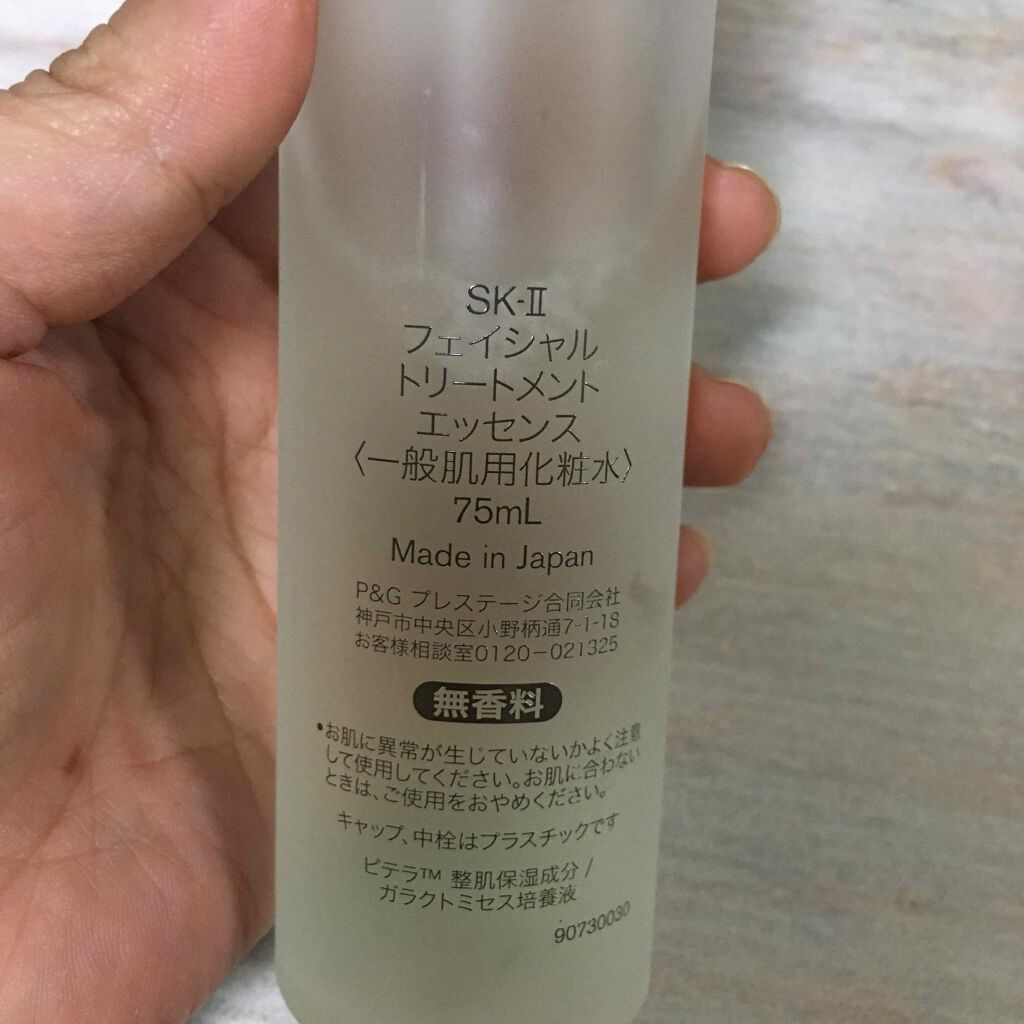 SK-Ⅱ
フェイシャル
トリートメント
エッセンス
〈一般肌用化粧水〉
75mL
Made in Japan
P&G プレステージ合同会社
神戸市中央区小野柄通7-1-18
お客様相談室0120-021325
無香料
•お肌に異常が生じていないかよく注意
して使用してください。お肌に合わない
ときは、ご使用をおやめください。
キャップ、中栓はプラスチックです
ピテラ™ 整肌保湿成分/
ガラクトミセス培養液
90730030